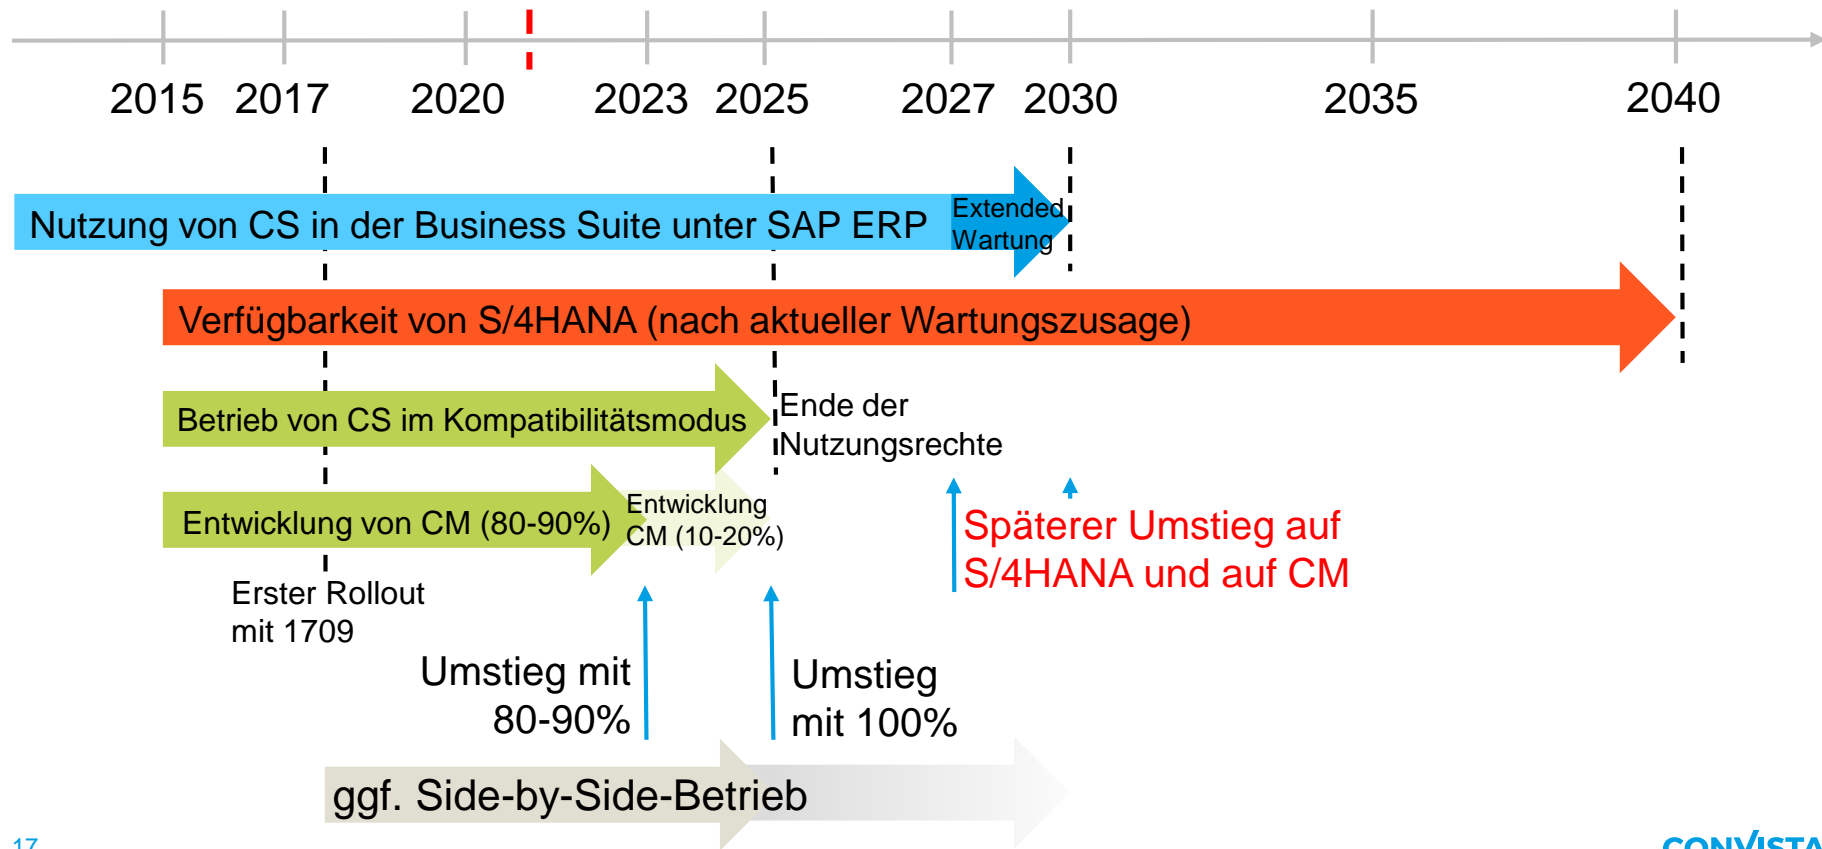 2015 2017 2020 2023 2025 2027 2030 2035 2040
Nutzung von CS in der Business Suite unter SAP ERP
Extended
Wartung
Verfügbarkeit von S/4HANA (nach aktueller Wartungszusage)
Betrieb von CS im Kompatibilitätsmodus
Ende der
Nutzungsrechte
Entwicklung von CM (80-90%)
Entwicklung
CM (10-20%)
Späterer Umstieg auf
S/4HANA und auf CM
Erster Rollout
mit 1709
Umstieg mit
80-90%
Umstieg
mit 100%
ggf. Side-by-Side-Betrieb
17
CONVISTA